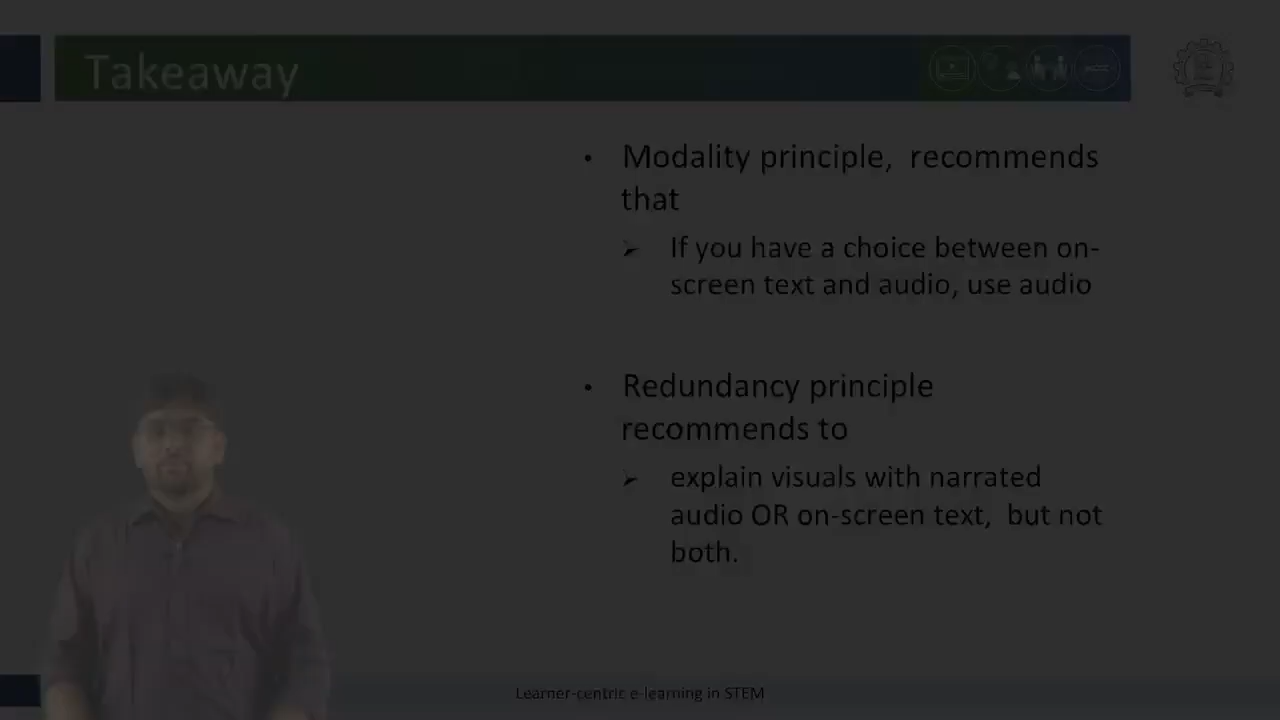 Takeaway
• Modality principle, recommends
that
➢ If you have a choice between on-
screen text and audio, use audio
• Redundancy principle
recommends to
➢ explain visuals with narrated
audio OR on-screen text, but not
both.
Learner-centric e-learning in STEM